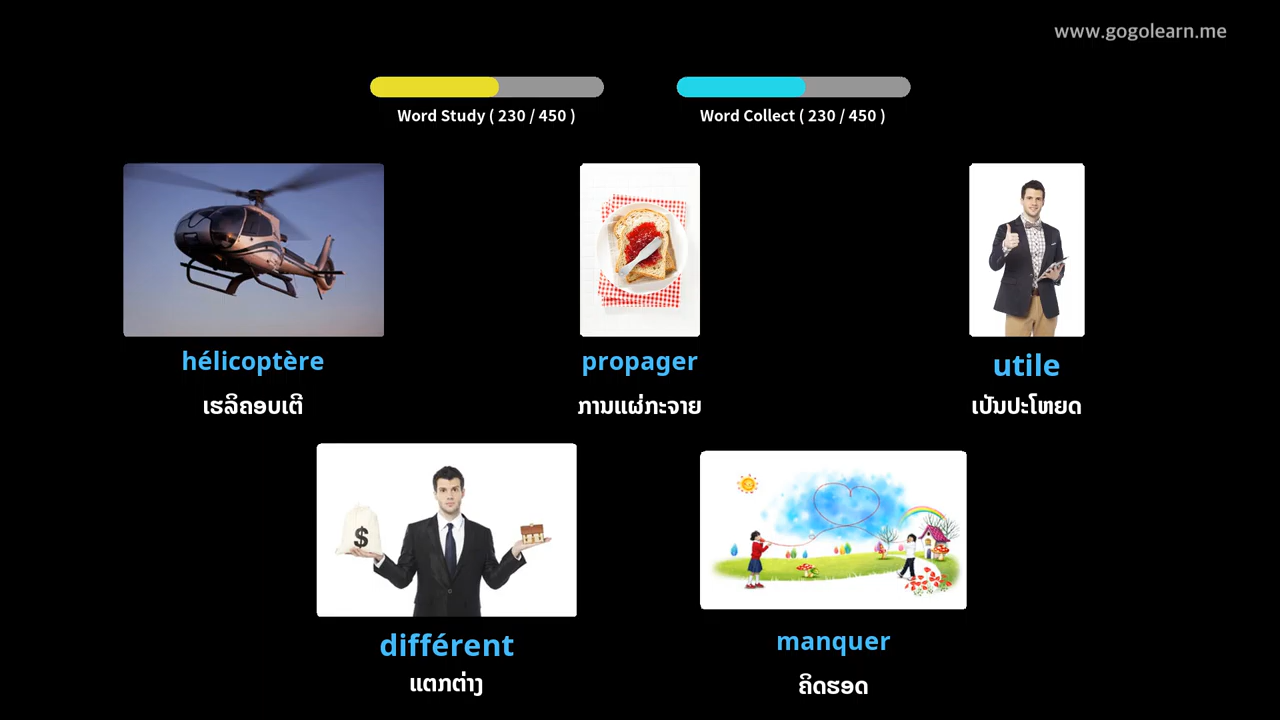 www.gogolearn.me
Word Study ( 230 / 450 )
Word Collect ( 230 / 450 )
hélicoptère
ເຮລິຄອບເຕີ
propager
ການແຜ່ກະຈາຍ
utile
ເປັນປະໂຫຍດ
$
différent
ແຕກຕ່າງ
manquer
ຄິດຮອດ